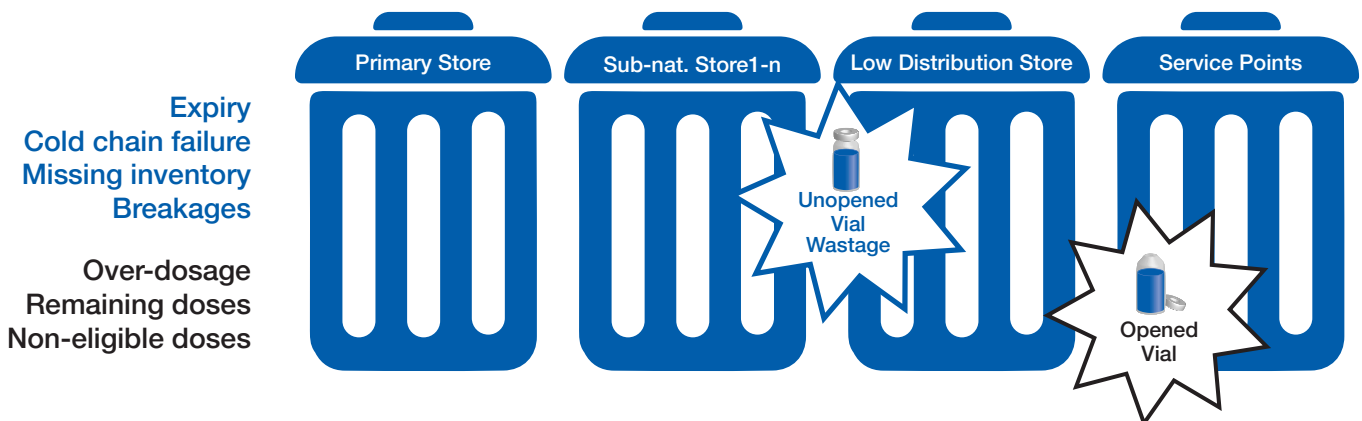 Primary Store
Sub-nat. Store1-n
Low Distribution Store
Service Points
Expiry
Cold chain failure
Missing inventory
Breakages
Over-dosage
Remaining doses
Non-eligible doses
Unopened
Vial
Wastage
Opened
Vial